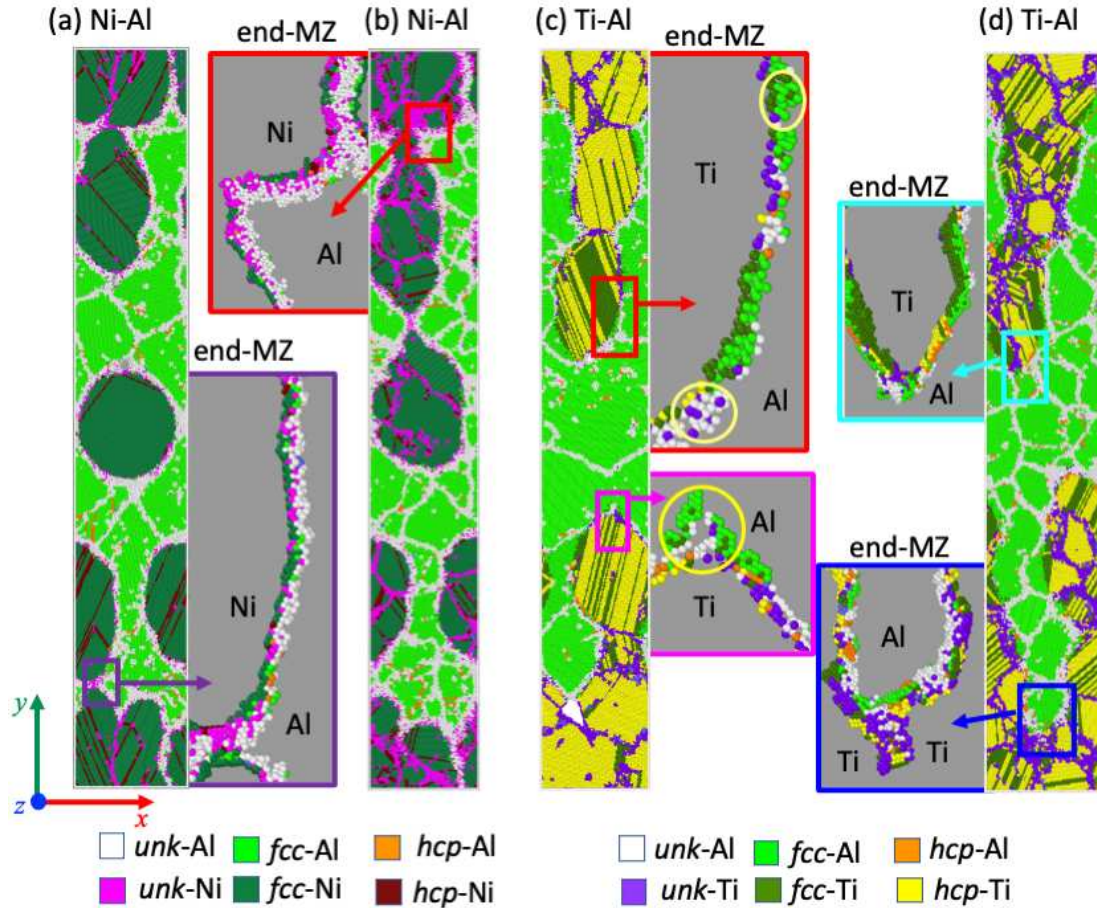 (a) Ni-Al
(b) Ni-Al
(c) Ti-Al
(d) Ti-Al
end-MZ
Ni
Al
end-MZ
Ni
Al
end-MZ
Ti
Al
Al
Ti
end-MZ
Ti
Al
end-MZ
Al
Ti
Ti
y
z
x
unk-Al fcc-Al hcp-Al
unk-Ni fcc-Ni hcp-Ni
unk-Al fcc-Al hcp-Al
unk-Ti fcc-Ti hcp-Ti